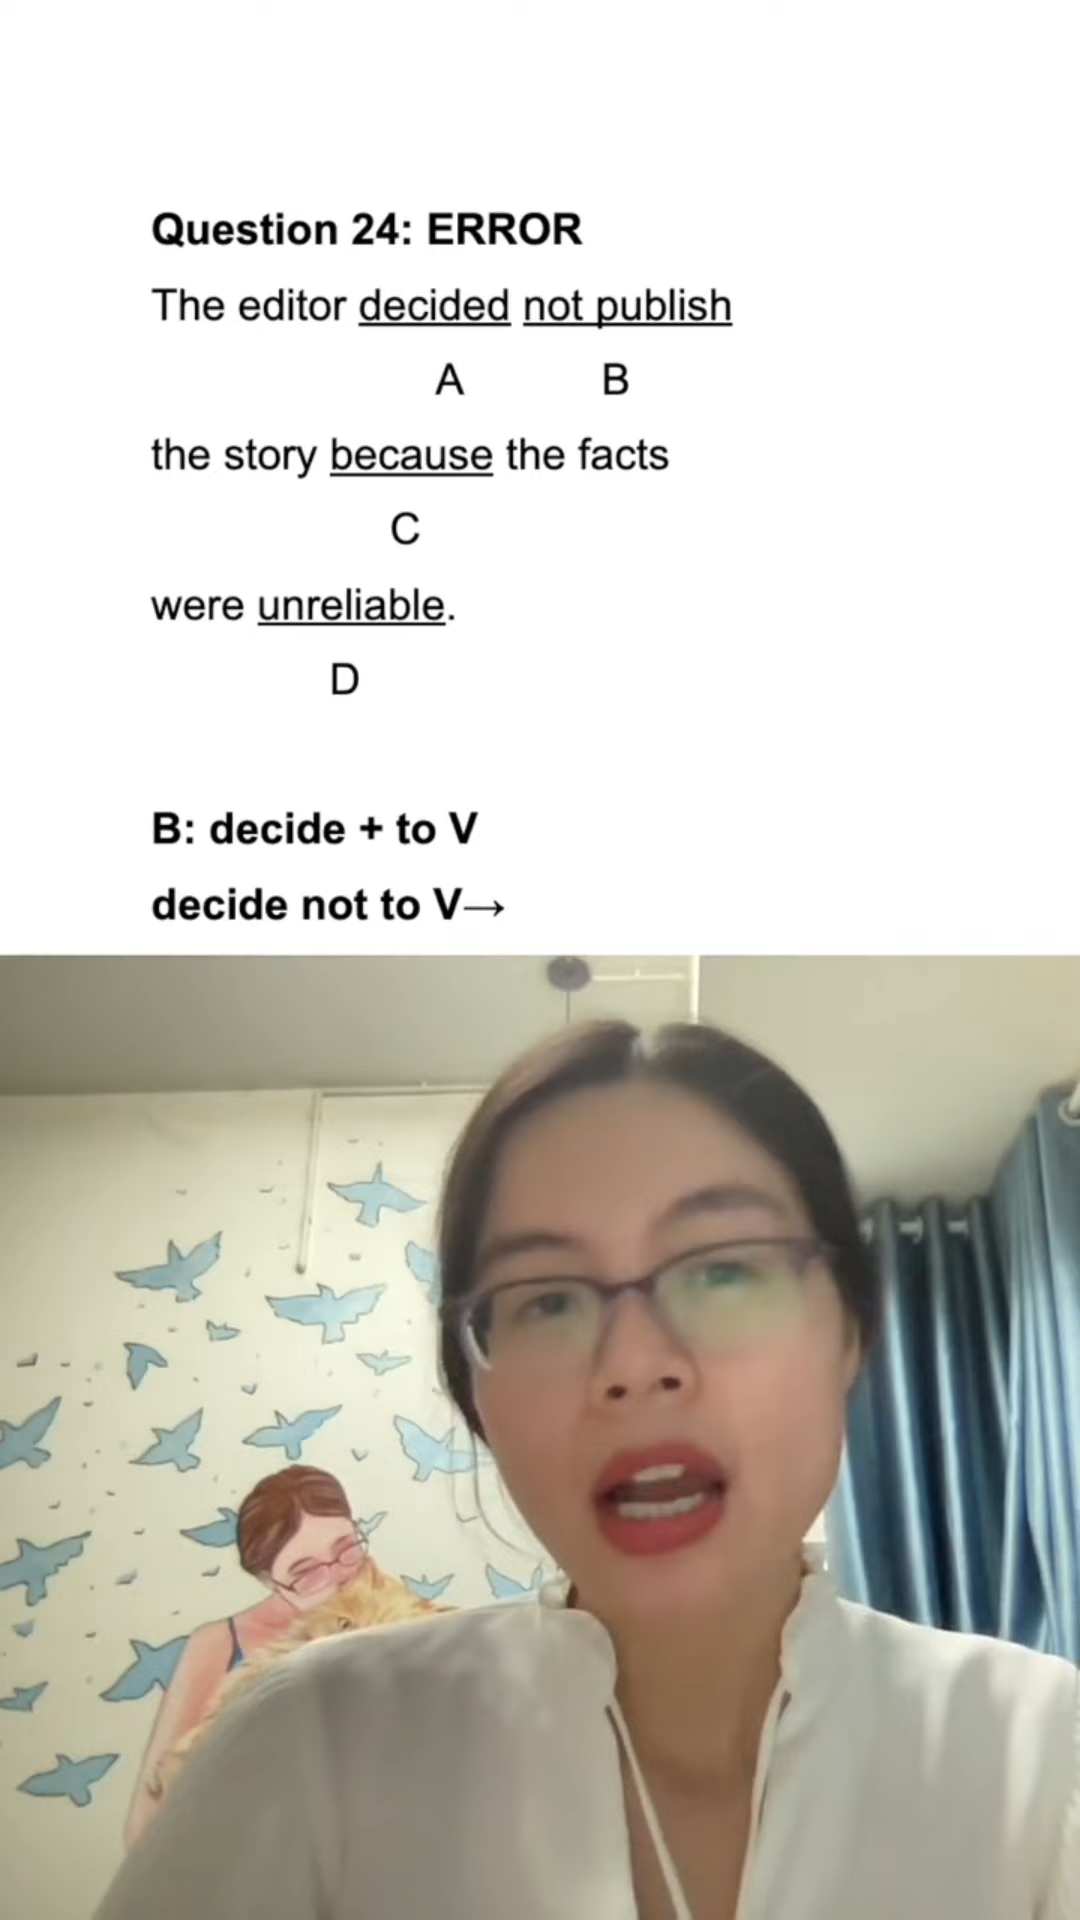 Question 24: ERROR
The editor decided not publish
A B
the story because the facts
C
were unreliable.
D
B: decide + to V
decide not to V→